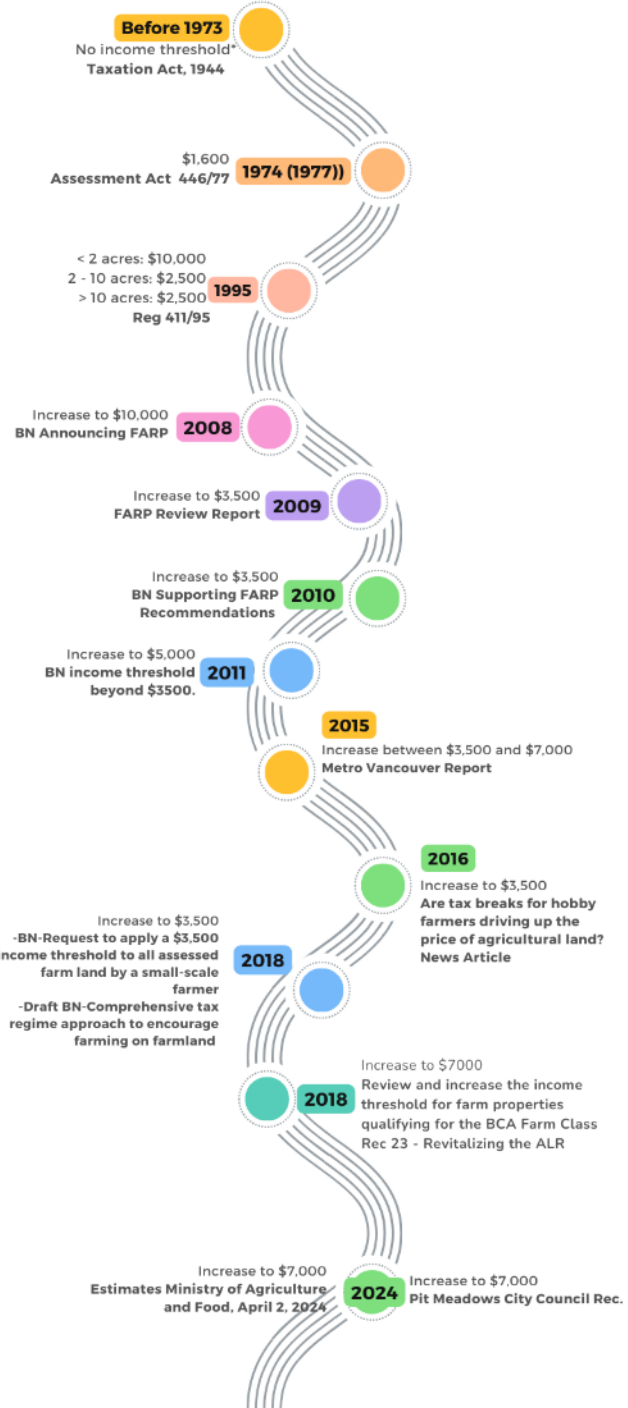 Before 1973
No income threshold*
Taxation Act, 1944
$1,600
Assessment Act 446/77
1974 (1977))
< 2 acres: $10,000
2 - 10 acres: $2,500
> 10 acres: $2,500
Reg 411/95
1995
Increase to $10,000
BN Announcing FARP
2008
Increase to $3,500
FARP Review Report
2009
Increase to $3,500
BN Supporting FARP
Recommendations
2010
Increase to $5,000
BN income threshold
beyond $3500.
2011
2015
Increase between $3,500 and $7,000
Metro Vancouver Report
2016
Increase to $3,500
Are tax breaks for hobby
farmers driving up the
price of agricultural land?
News Article
Increase to $3,500
-BN-Request to apply a $3,500
ncome threshold to all assessed
farm land by a small-scale
farmer
-Draft BN-Comprehensive tax
regime approach to encourage
farming on farmland
2018
2018
Increase to $7000
Review and increase the income
threshold for farm properties
qualifying for the BCA Farm Class
Rec 23 - Revitalizing the ALR
Increase to $7,000
Estimates Ministry of Agriculture
and Food, April 2, 2024
2024
Increase to $7,000
Pit Meadows City Council Rec.